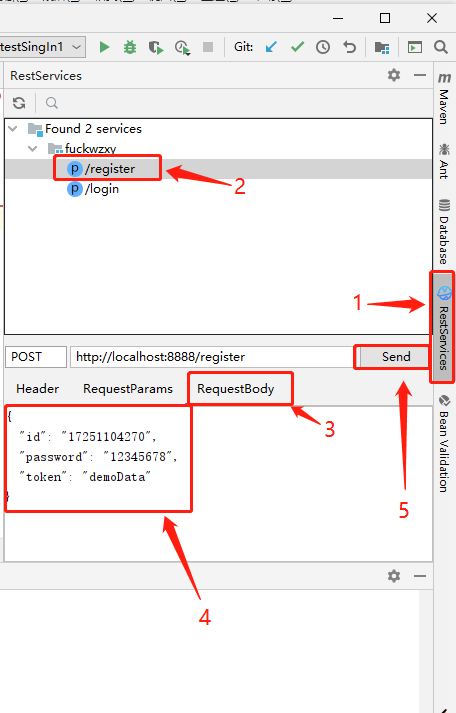 testSingIn1
Git:
RestServices
Found 2 services
fuckwzxy
p /register
p /login
2
m
Maven
Ant
Database
RestServices
Bean Validation
1
POST
http://localhost:8888/register
Send
Header
RequestParams
RequestBody
3
5
{
"id": "17251104270",
"password": "12345678",
"token": "demoData"
}
4